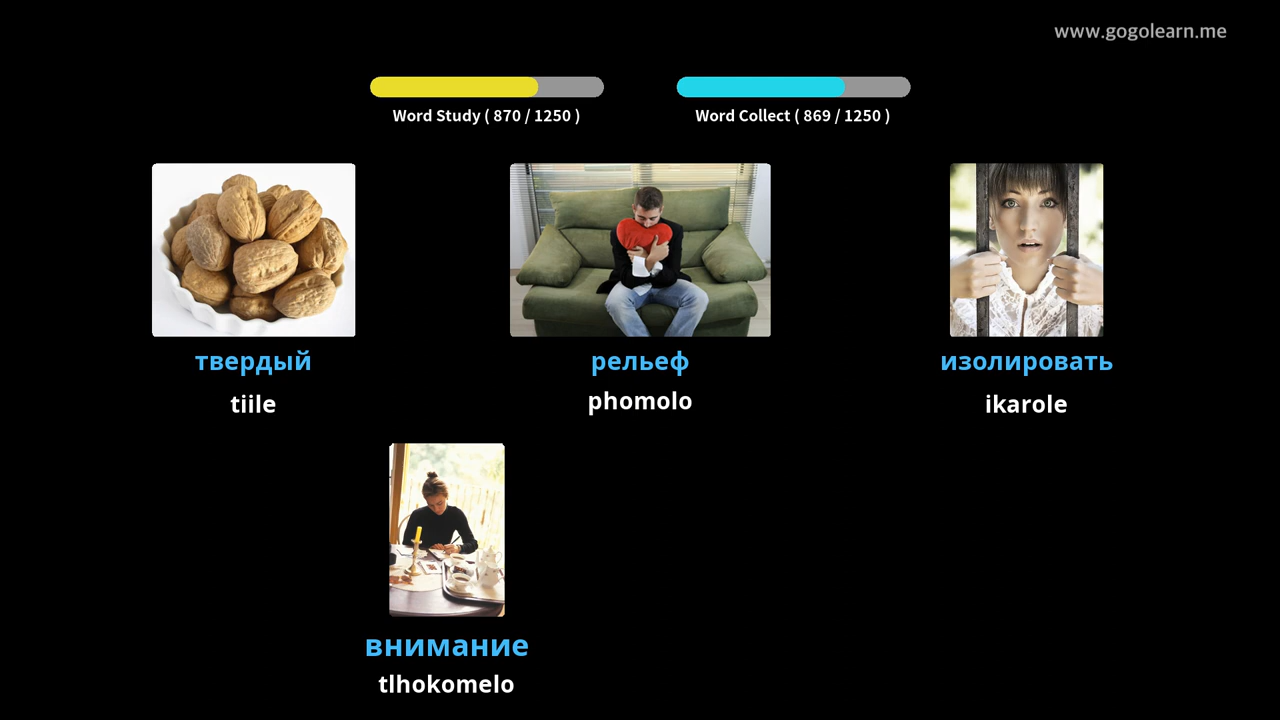 www.gogolearn.me
Word Study ( 870 / 1250 )
Word Collect ( 869 / 1250 )
твердый
tiile
рельеф
phomolo
изолировать
ikarole
внимание
tlhokomelo